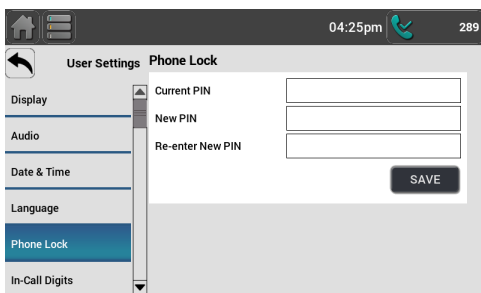 04:25pm 289
User Settings
Phone Lock
Display
Audio
Date & Time
Language
Phone Lock
In-Call Digits
Current PIN
New PIN
Re-enter New PIN
SAVE